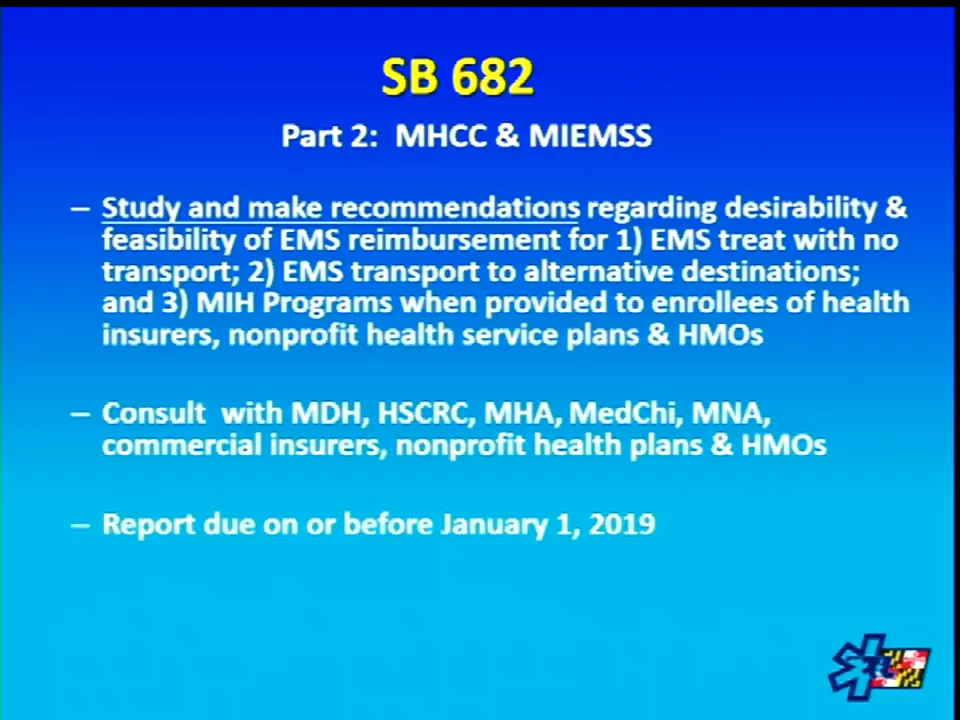 SB 682
Part 2: MHCC & MIEMSS
– Study and make recommendations regarding desirability &
feasibility of EMS reimbursement for 1) EMS treat with no
transport; 2) EMS transport to alternative destinations;
and 3) MIH Programs when provided to enrollees of health
insurers, nonprofit health service plans & HMOs
– Consult with MDH, HSCRC, MHA, MedChi, MNA,
commercial insurers, nonprofit health plans & HMOs
– Report due on or before January 1, 2019